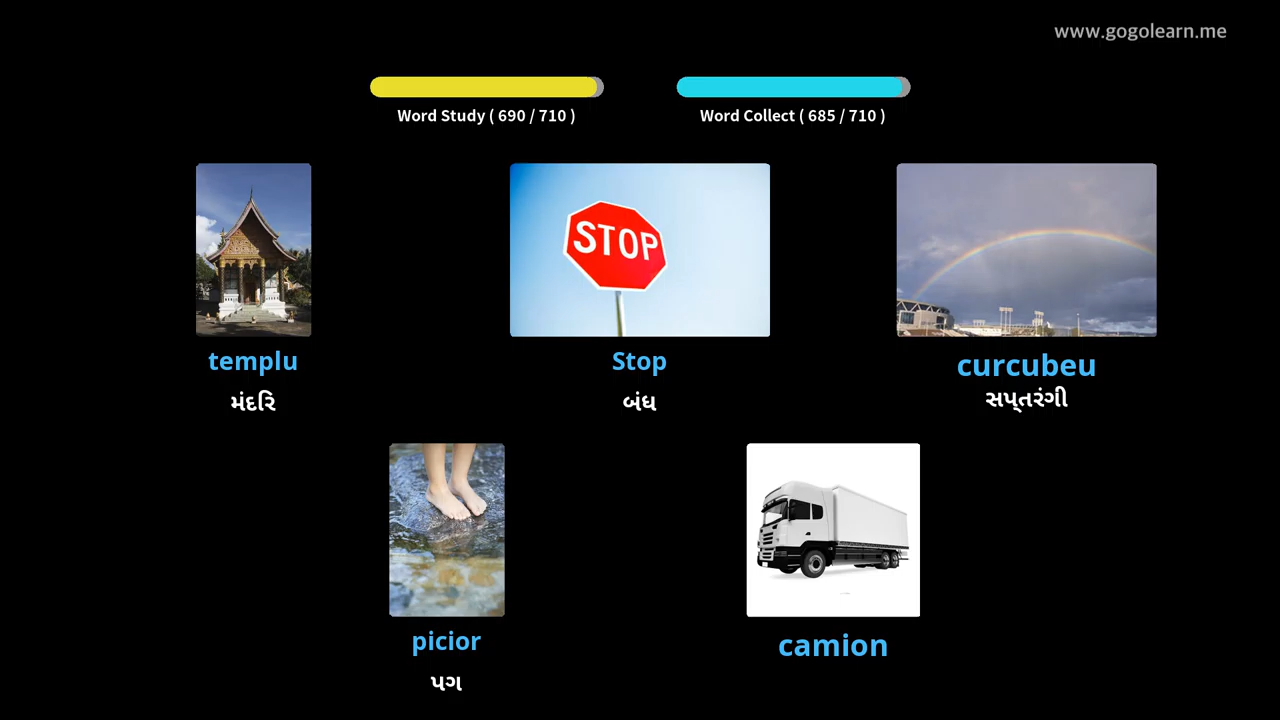 www.gogolearn.me
Word Study ( 690 / 710 )
Word Collect ( 685 / 710 )
STOP
templu
Stop
curcubeu
મંદિર
બંધ
સપ્તરંગી
picior
camion
પગ